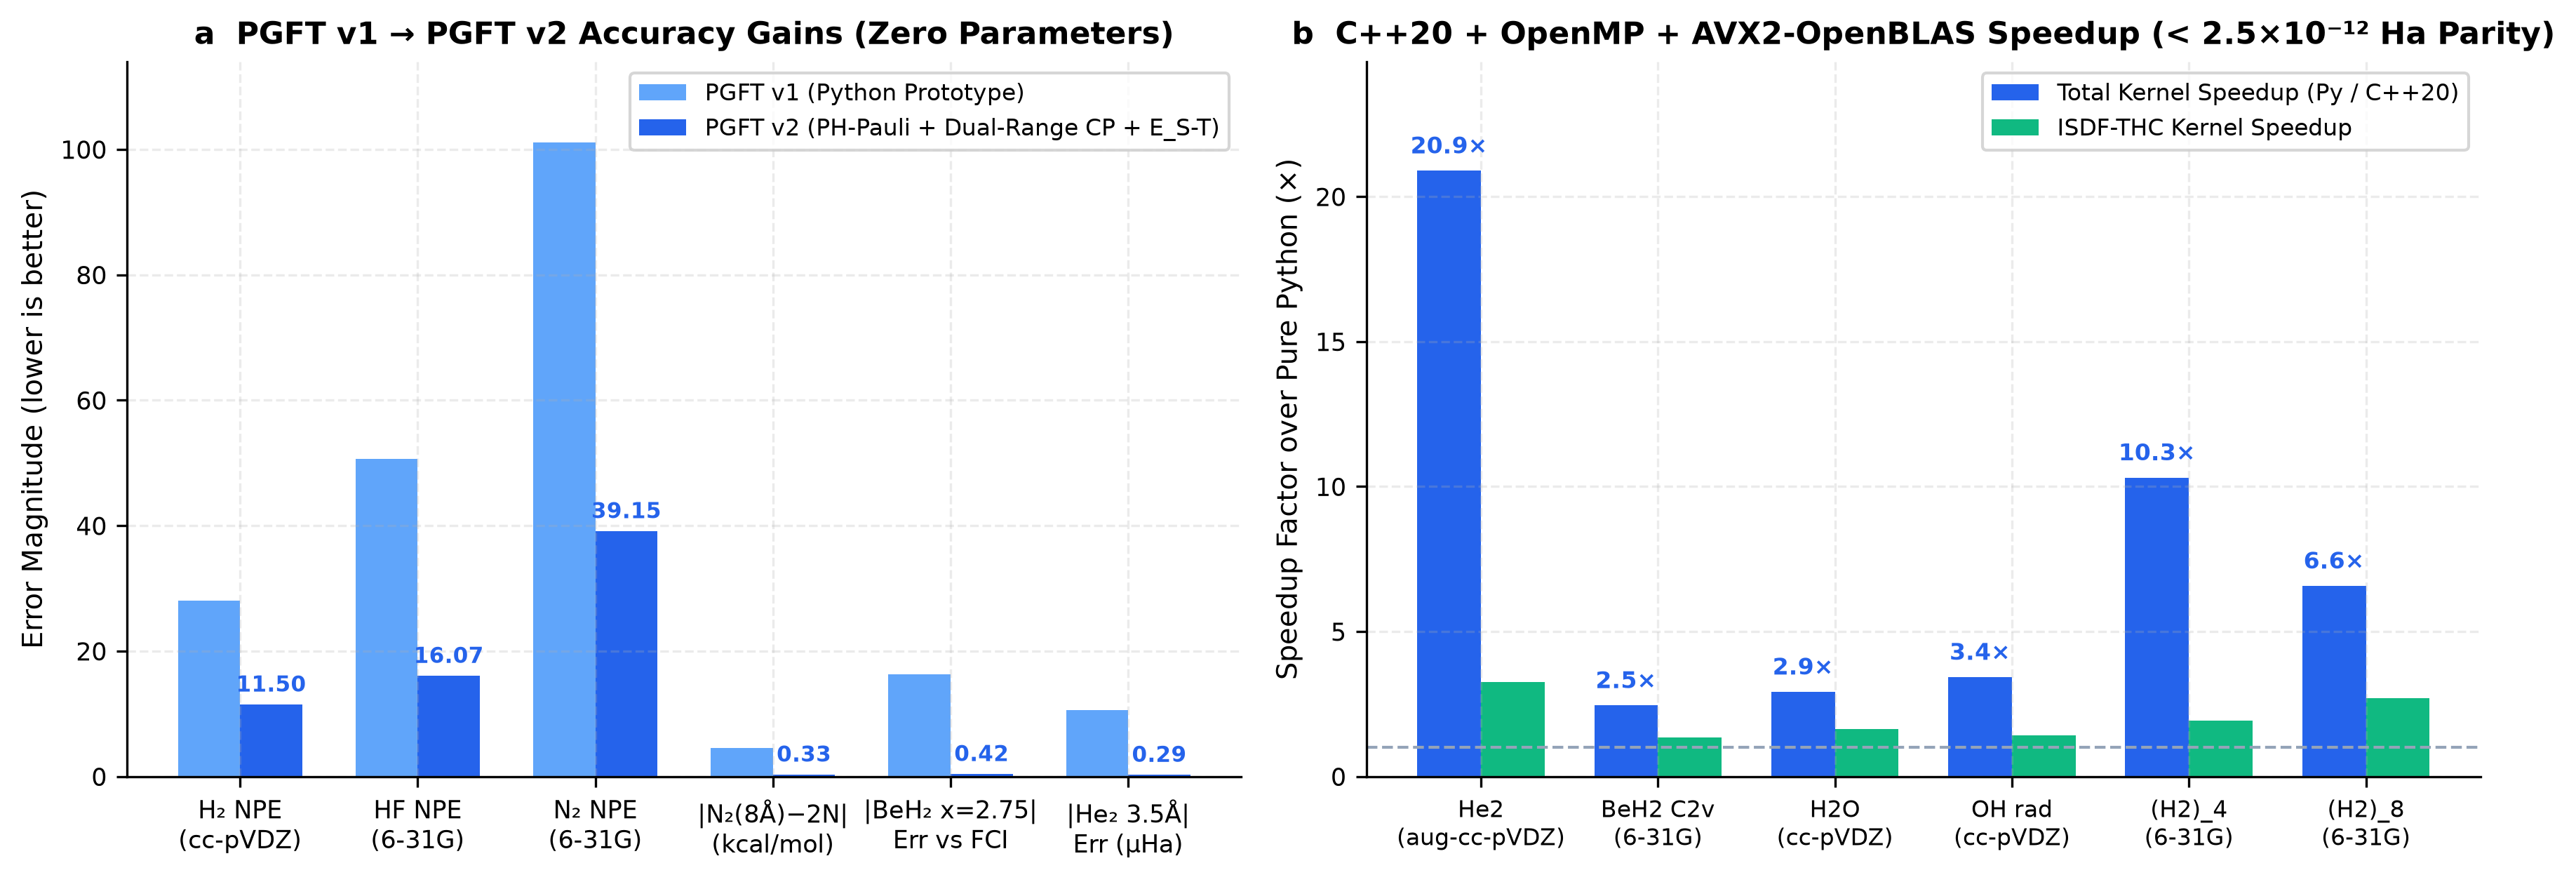 a  PGFT v1 → PGFT v2 Accuracy Gains (Zero Parameters)
PGFT v1 (Python Prototype)
PGFT v2 (PH-Pauli + Dual-Range CP + E_S-T)
Error Magnitude (lower is better)
100
80
60
40
20
0
11.50
16.07
39.15
0.33
0.42
0.29
H₂ NPE
(cc-pVDZ)
HF NPE
(6-31G)
N₂ NPE
(6-31G)
|N₂(8Å)−2N|
(kcal/mol)
|BeH₂ x=2.75|
Err vs FCI
|He₂ 3.5Å|
Err (μHa)
b  C++20 + OpenMP + AVX2-OpenBLAS Speedup (< 2.5×10⁻¹² Ha Parity)
Total Kernel Speedup (Py / C++20)
ISDF-THC Kernel Speedup
Speedup Factor over Pure Python (×)
20
15
10
5
0
20.9×
2.5×
2.9×
3.4×
10.3×
6.6×
He2
(aug-cc-pVDZ)
BeH2 C2v
(6-31G)
H2O
(cc-pVDZ)
OH rad
(cc-pVDZ)
(H2)_4
(6-31G)
(H2)_8
(6-31G)